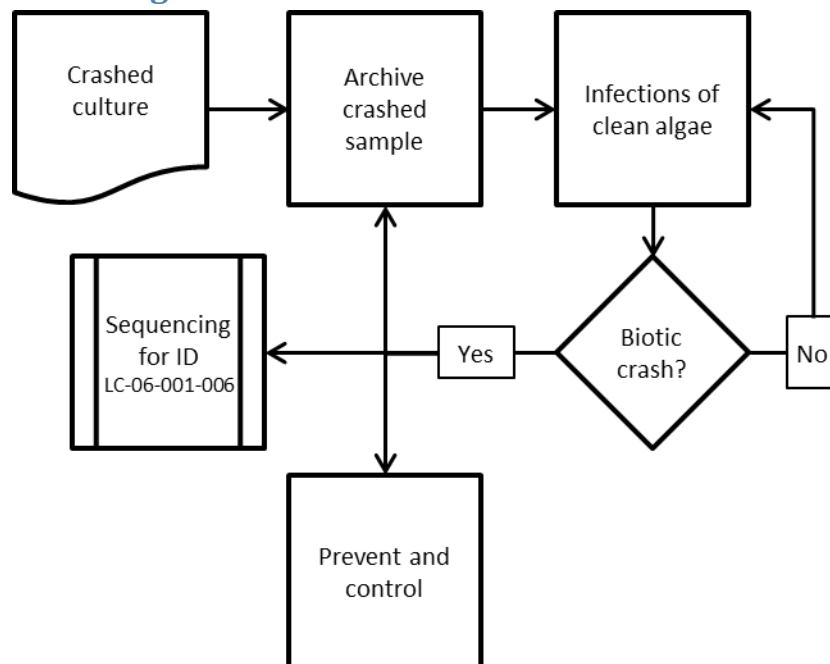 Crashed
culture
Archive
crashed
sample
Infections of
clean algae
Sequencing
for ID
LC-06-001-006
Yes
Biotic
crash?
No
Prevent and
control